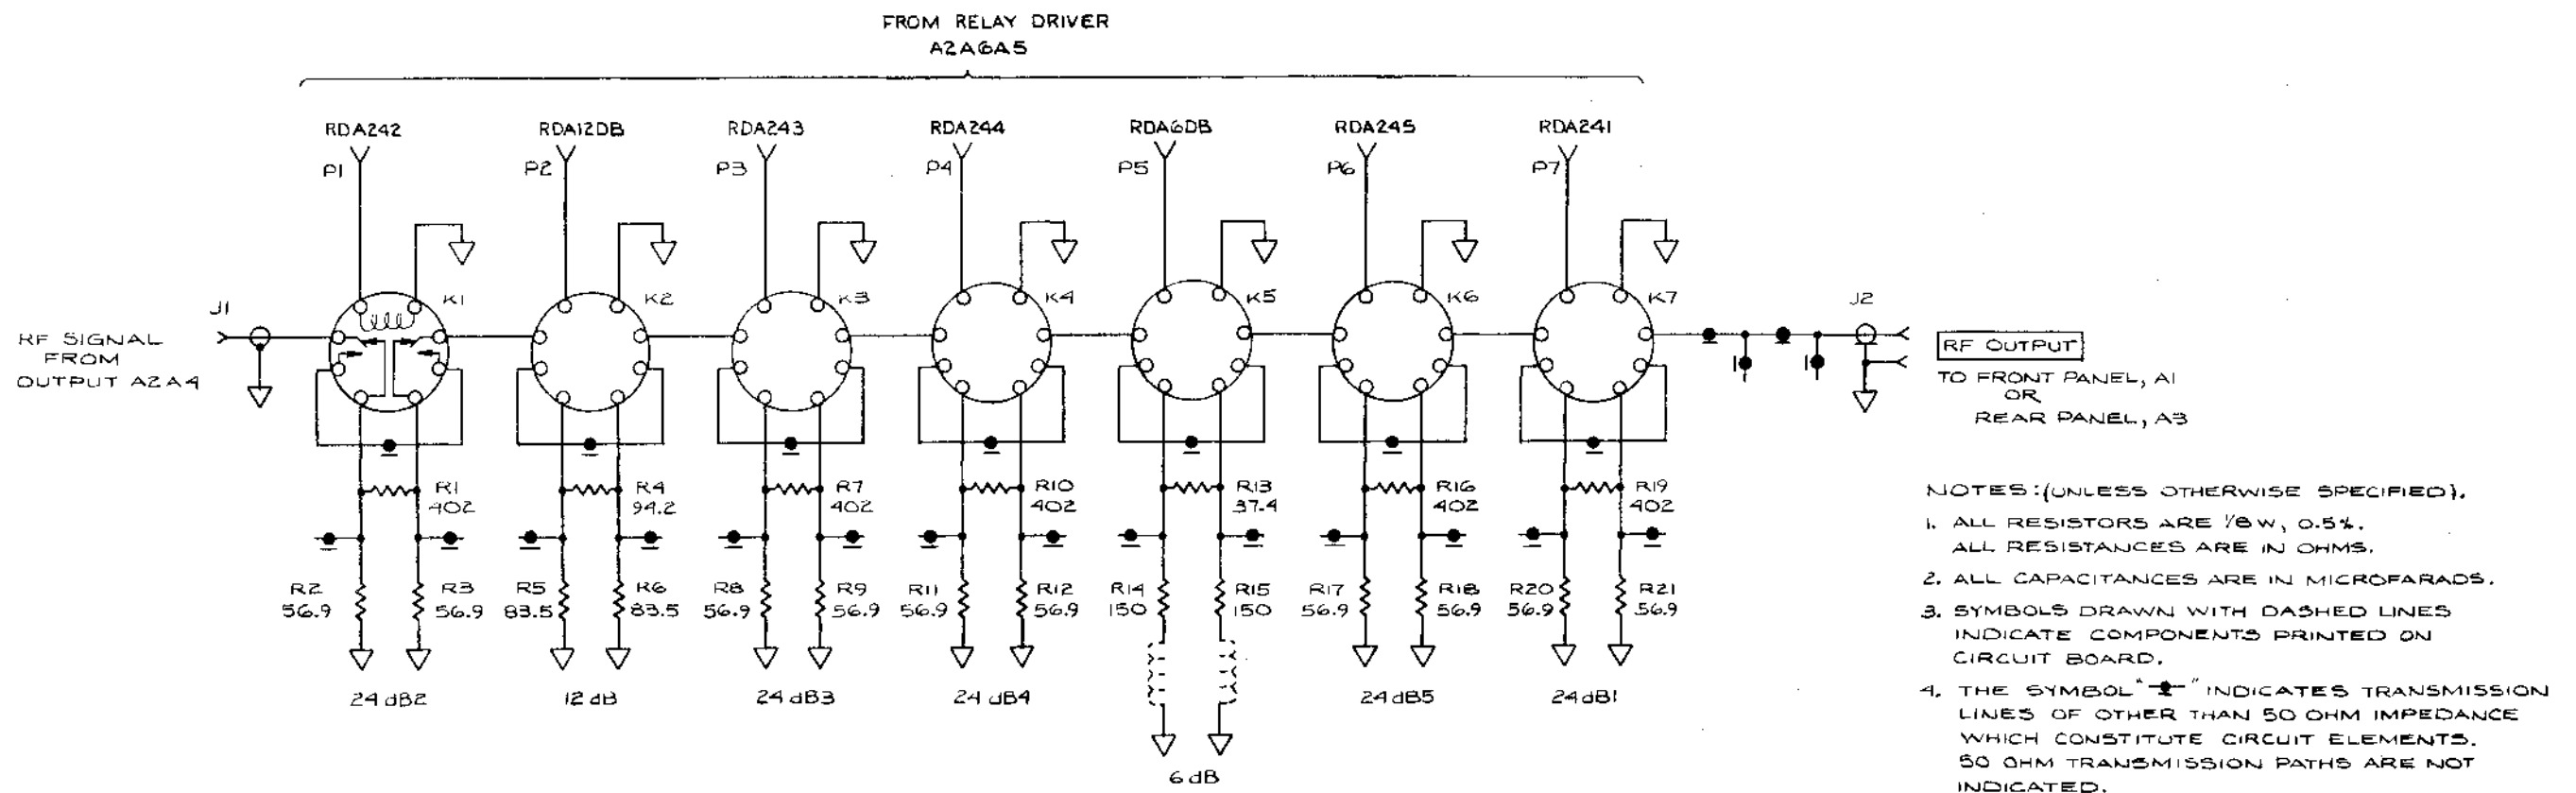 FROM RELAY DRIVER
A2A6A5
RDA242
RDA12DB
RDA243
RDA244
RDA6DB
RDA245
RDA241
P1
P2
P3
P4
P5
P6
P7
J1
K1
K2
K3
K4
K5
K6
K7
J2
RF SIGNAL
FROM
OUTPUT A2A4
RF OUTPUT
TO FRONT PANEL, A1
OR
REAR PANEL, A3
R1
402
R4
94.2
R7
402
R10
402
R13
37.4
R16
402
R19
402
R2
56.9
R3
56.9
R5
83.5
R6
83.5
R8
56.9
R9
56.9
R11
56.9
R12
56.9
R14
150
R15
150
R17
56.9
R18
56.9
R20
56.9
R21
56.9
24 dB2
12 dB
24 dB3
24 dB4
6 dB
24 dB5
24 dB1
NOTES: (UNLESS OTHERWISE SPECIFIED).
1. ALL RESISTORS ARE 1/8 W, 0.5%.
ALL RESISTANCES ARE IN OHMS.
2. ALL CAPACITANCES ARE IN MICROFARADS.
3. SYMBOLS DRAWN WITH DASHED LINES
INDICATE COMPONENTS PRINTED ON
CIRCUIT BOARD.
4. THE SYMBOL " " INDICATES TRANSMISSION
LINES OF OTHER THAN 50 OHM IMPEDANCE
WHICH CONSTITUTE CIRCUIT ELEMENTS.
50 OHM TRANSMISSION PATHS ARE NOT
INDICATED.